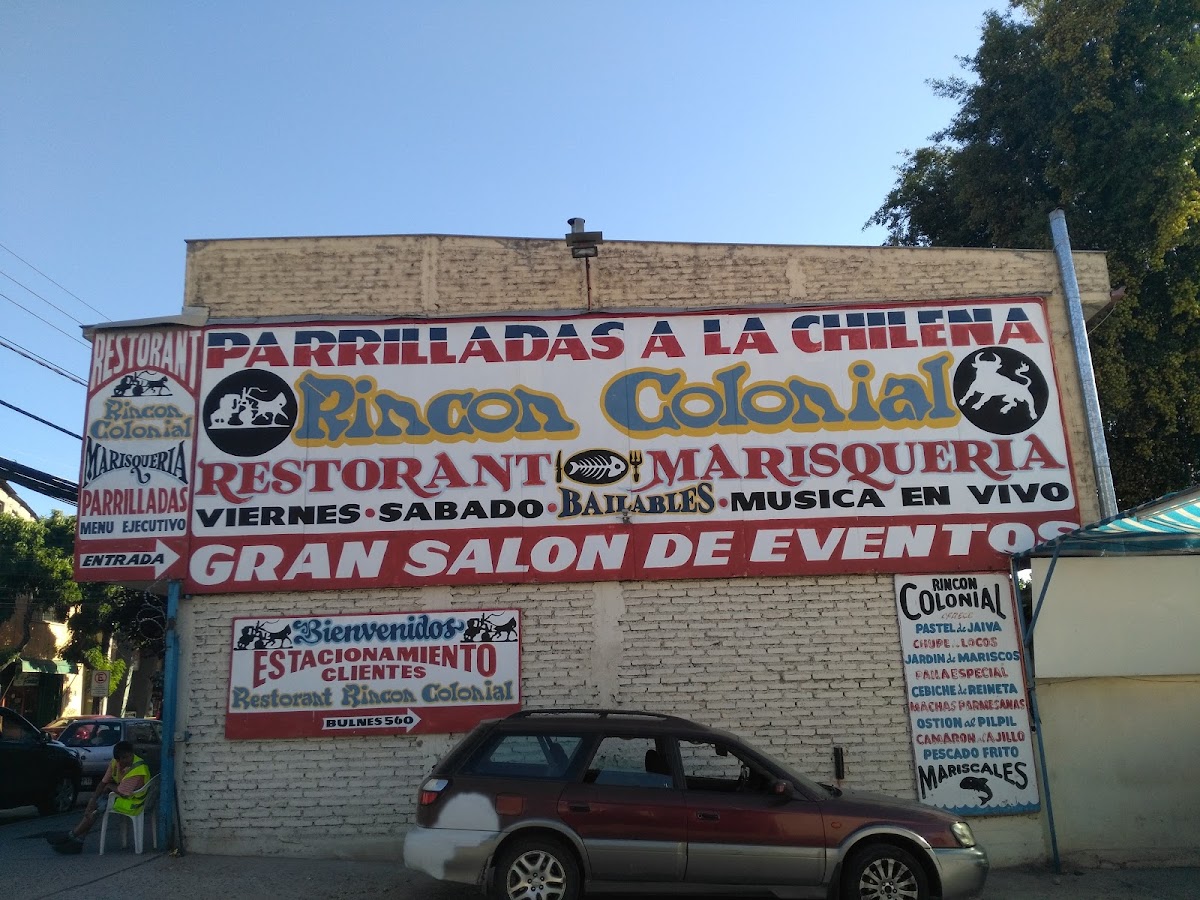 RESTORANT
Rincon
Colonial
MARISQUERIA
PARRILLADAS
MENU EJECUTIVO
ENTRADA
PARRILLADAS A LA CHILENA
Rincon Colonial
RESTORANT MARISQUERIA
VIERNES · SABADO · BAILABLES · MUSICA EN VIVO
GRAN SALON DE EVENTOS
Bienvenidos
ESTACIONAMIENTO
CLIENTES
Restorant Rincon Colonial
BULNES 560
RINCON
COLONIAL
PASTEL de JAIVA
CHUPE LOCOS
JARDIN de MARISCOS
PAILA ESPECIAL
CEBICHE de REINETA
MACHAS PARMESANAS
OSTION al PILPIL
CAMARON al AJILLO
PESCADO FRITO
MARISCALES